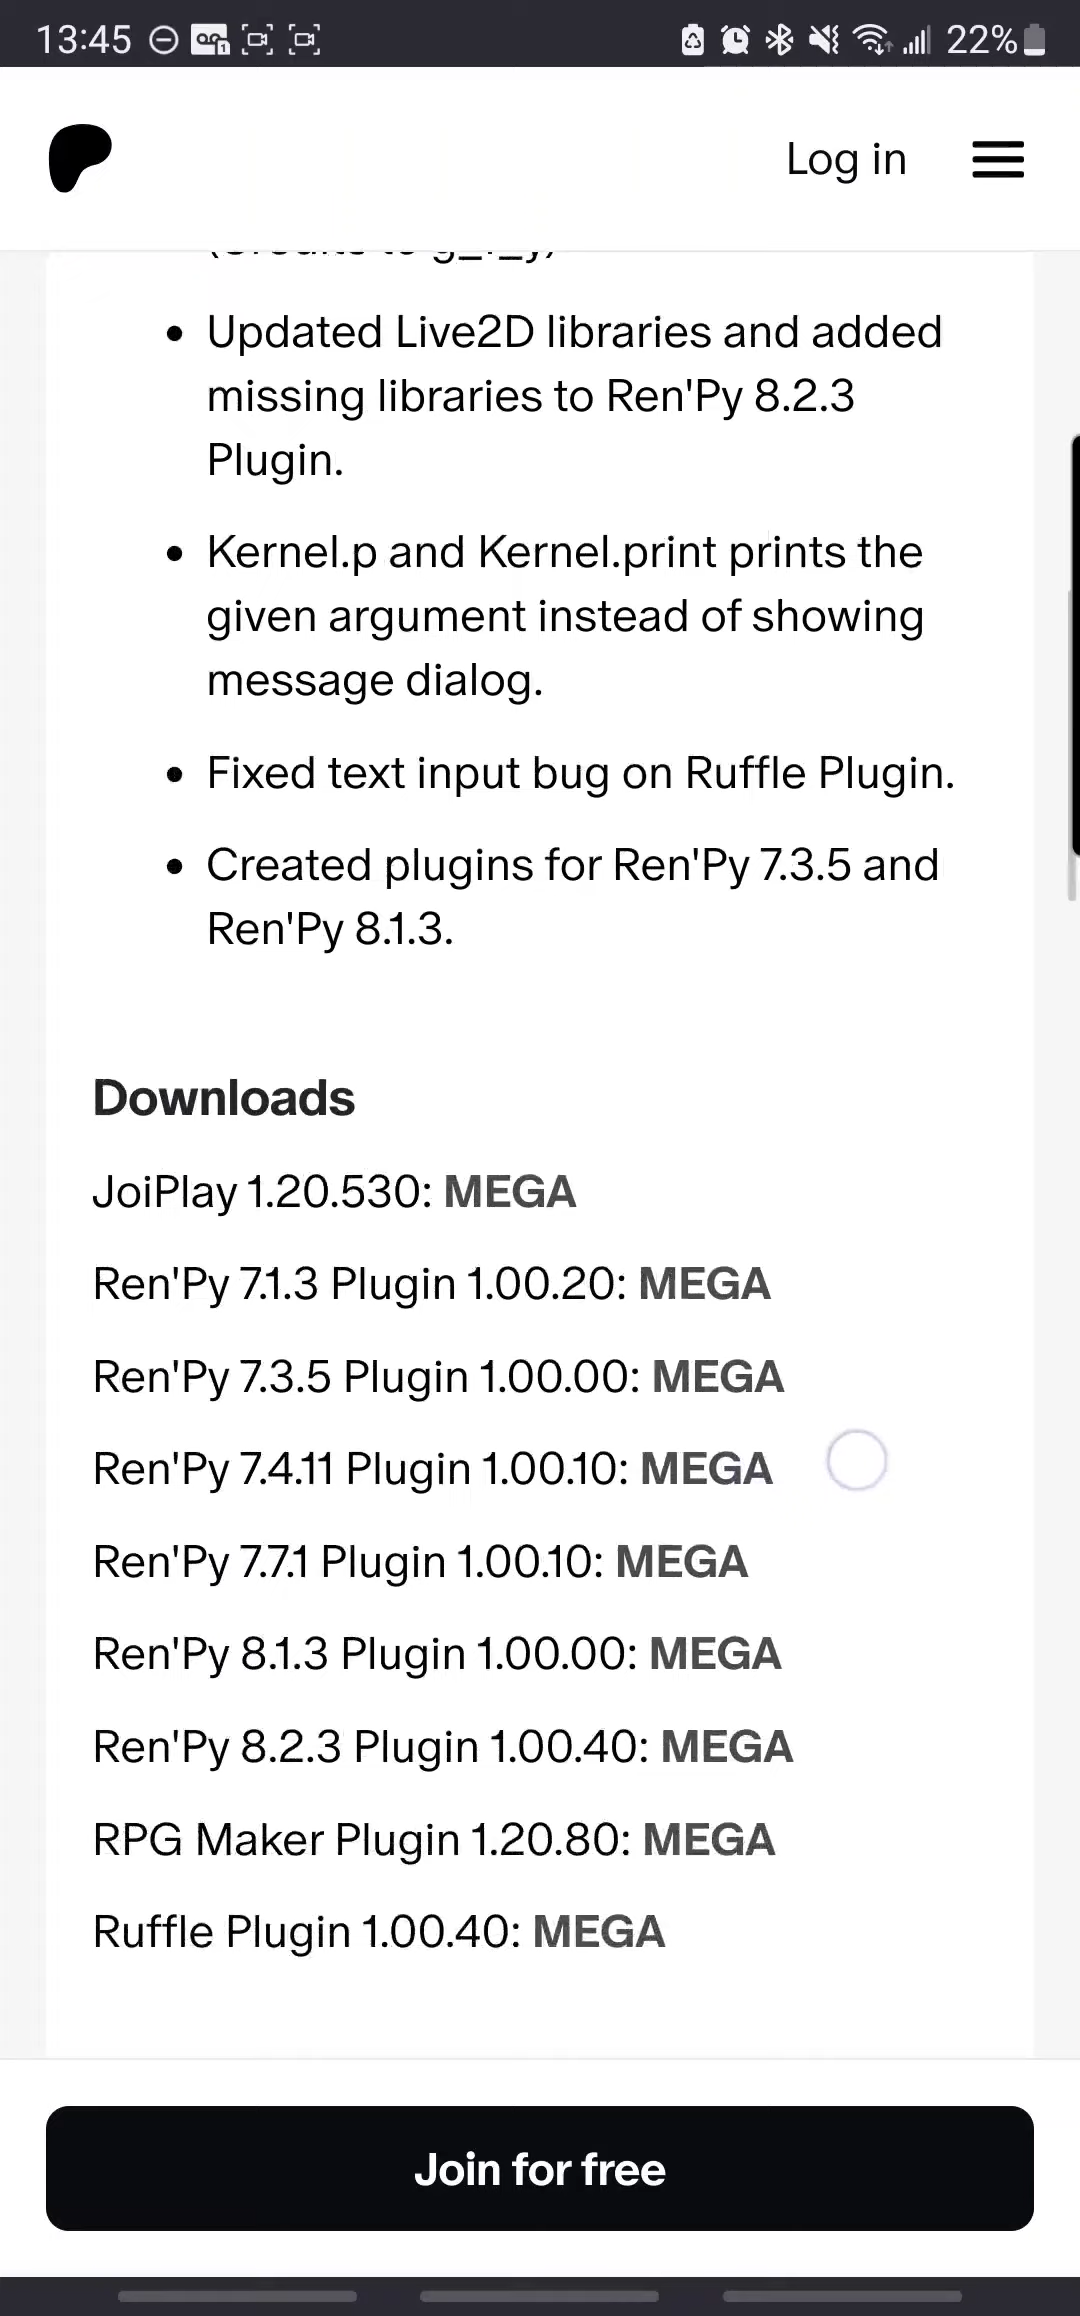 13:45
22%
Log in
Updated Live2D libraries and added
missing libraries to Ren'Py 8.2.3
Plugin.
Kernel.p and Kernel.print prints the
given argument instead of showing
message dialog.
Fixed text input bug on Ruffle Plugin.
Created plugins for Ren'Py 7.3.5 and
Ren'Py 8.1.3.
Downloads
JoiPlay 1.20.530: MEGA
Ren'Py 7.1.3 Plugin 1.00.20: MEGA
Ren'Py 7.3.5 Plugin 1.00.00: MEGA
Ren'Py 7.4.11 Plugin 1.00.10: MEGA
Ren'Py 7.7.1 Plugin 1.00.10: MEGA
Ren'Py 8.1.3 Plugin 1.00.00: MEGA
Ren'Py 8.2.3 Plugin 1.00.40: MEGA
RPG Maker Plugin 1.20.80: MEGA
Ruffle Plugin 1.00.40: MEGA
Join for free